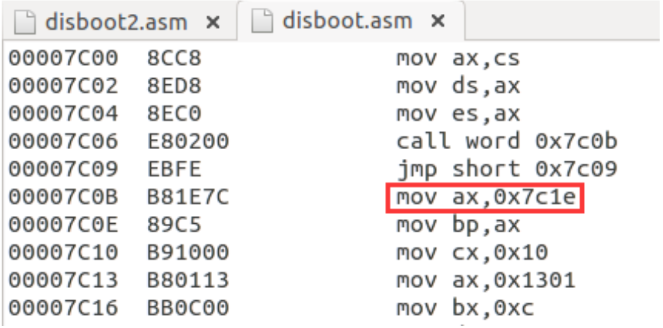 disboot2.asm × disboot.asm ×
00007C00 8CC8 mov ax,cs
00007C02 8ED8 mov ds,ax
00007C04 8EC0 mov es,ax
00007C06 E80200 call word 0x7c0b
00007C09 EBFE jmp short 0x7c09
00007C0B B81E7C mov ax,0x7c1e
00007C0E 89C5 mov bp,ax
00007C10 B91000 mov cx,0x10
00007C13 B80113 mov ax,0x1301
00007C16 BB0C00 mov bx,0xc